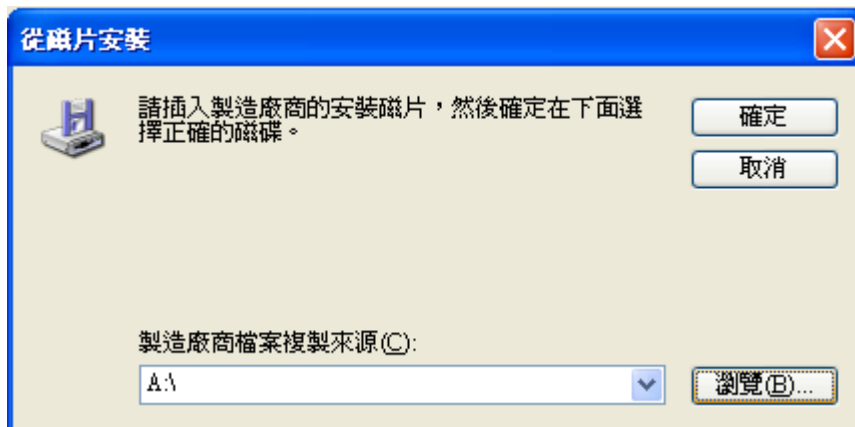 從磁片安裝
請插入製造廠商的安裝磁片，然後確定在下面選
擇正確的磁碟。
確定
取消
製造廠商檔案複製來源(C):
A:\
瀏覽(B)...